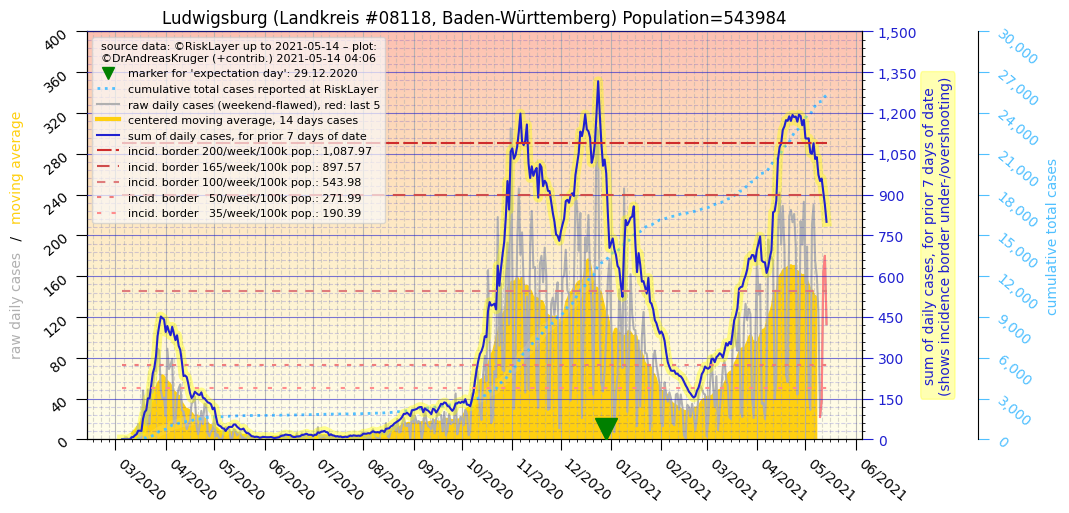 Ludwigsburg (Landkreis #08118, Baden-Württemberg) Population=543984
source data: ©RiskLayer up to 2021-05-14 – plot:
©DrAndreasKruger (+contrib.) 2021-05-14 04:06
marker for 'expectation day': 29.12.2020
cumulative total cases reported at RiskLayer
raw daily cases (weekend-flawed), red: last 5
centered moving average, 14 days cases
sum of daily cases, for prior 7 days of date
incid. border 200/week/100k pop.: 1,087.97
incid. border 165/week/100k pop.: 897.57
incid. border 100/week/100k pop.: 543.98
incid. border   50/week/100k pop.: 271.99
incid. border   35/week/100k pop.: 190.39
raw daily cases / moving average
400
360
320
280
240
200
160
120
80
40
0
1,500
1,350
1,200
1,050
900
750
600
450
300
150
0
sum of daily cases, for prior 7 days of date
(shows incidence border under-/overshooting)
30,000
27,000
24,000
21,000
18,000
15,000
12,000
9,000
6,000
3,000
0
cumulative total cases
03/2020
04/2020
05/2020
06/2020
07/2020
08/2020
09/2020
10/2020
11/2020
12/2020
01/2021
02/2021
03/2021
04/2021
05/2021
06/2021